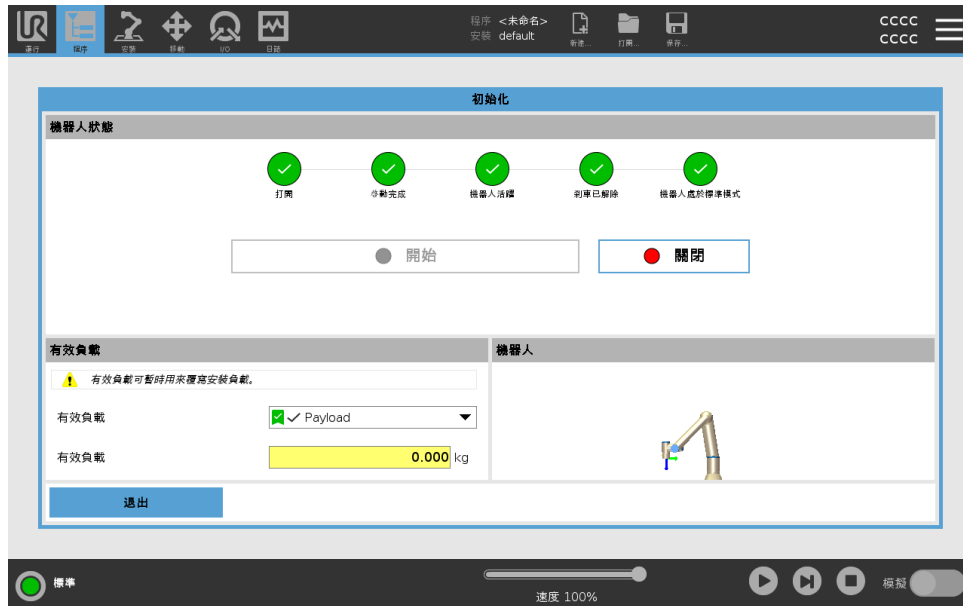 程序 <未命名>
安裝 default
CCCC
CCCC
運行
程序
安裝
移動
I/O
日誌
新建...
打開...
保存...
初始化
機器人狀態
打開
啓動完成
機器人活躍
剎車已解除
機器人處於標準模式
開始
關閉
有效負載
機器人
有效負載可暫時用來覆寫安裝負載。
有效負載
Payload
有效負載
0.000 kg
退出
標準
速度 100%
模擬